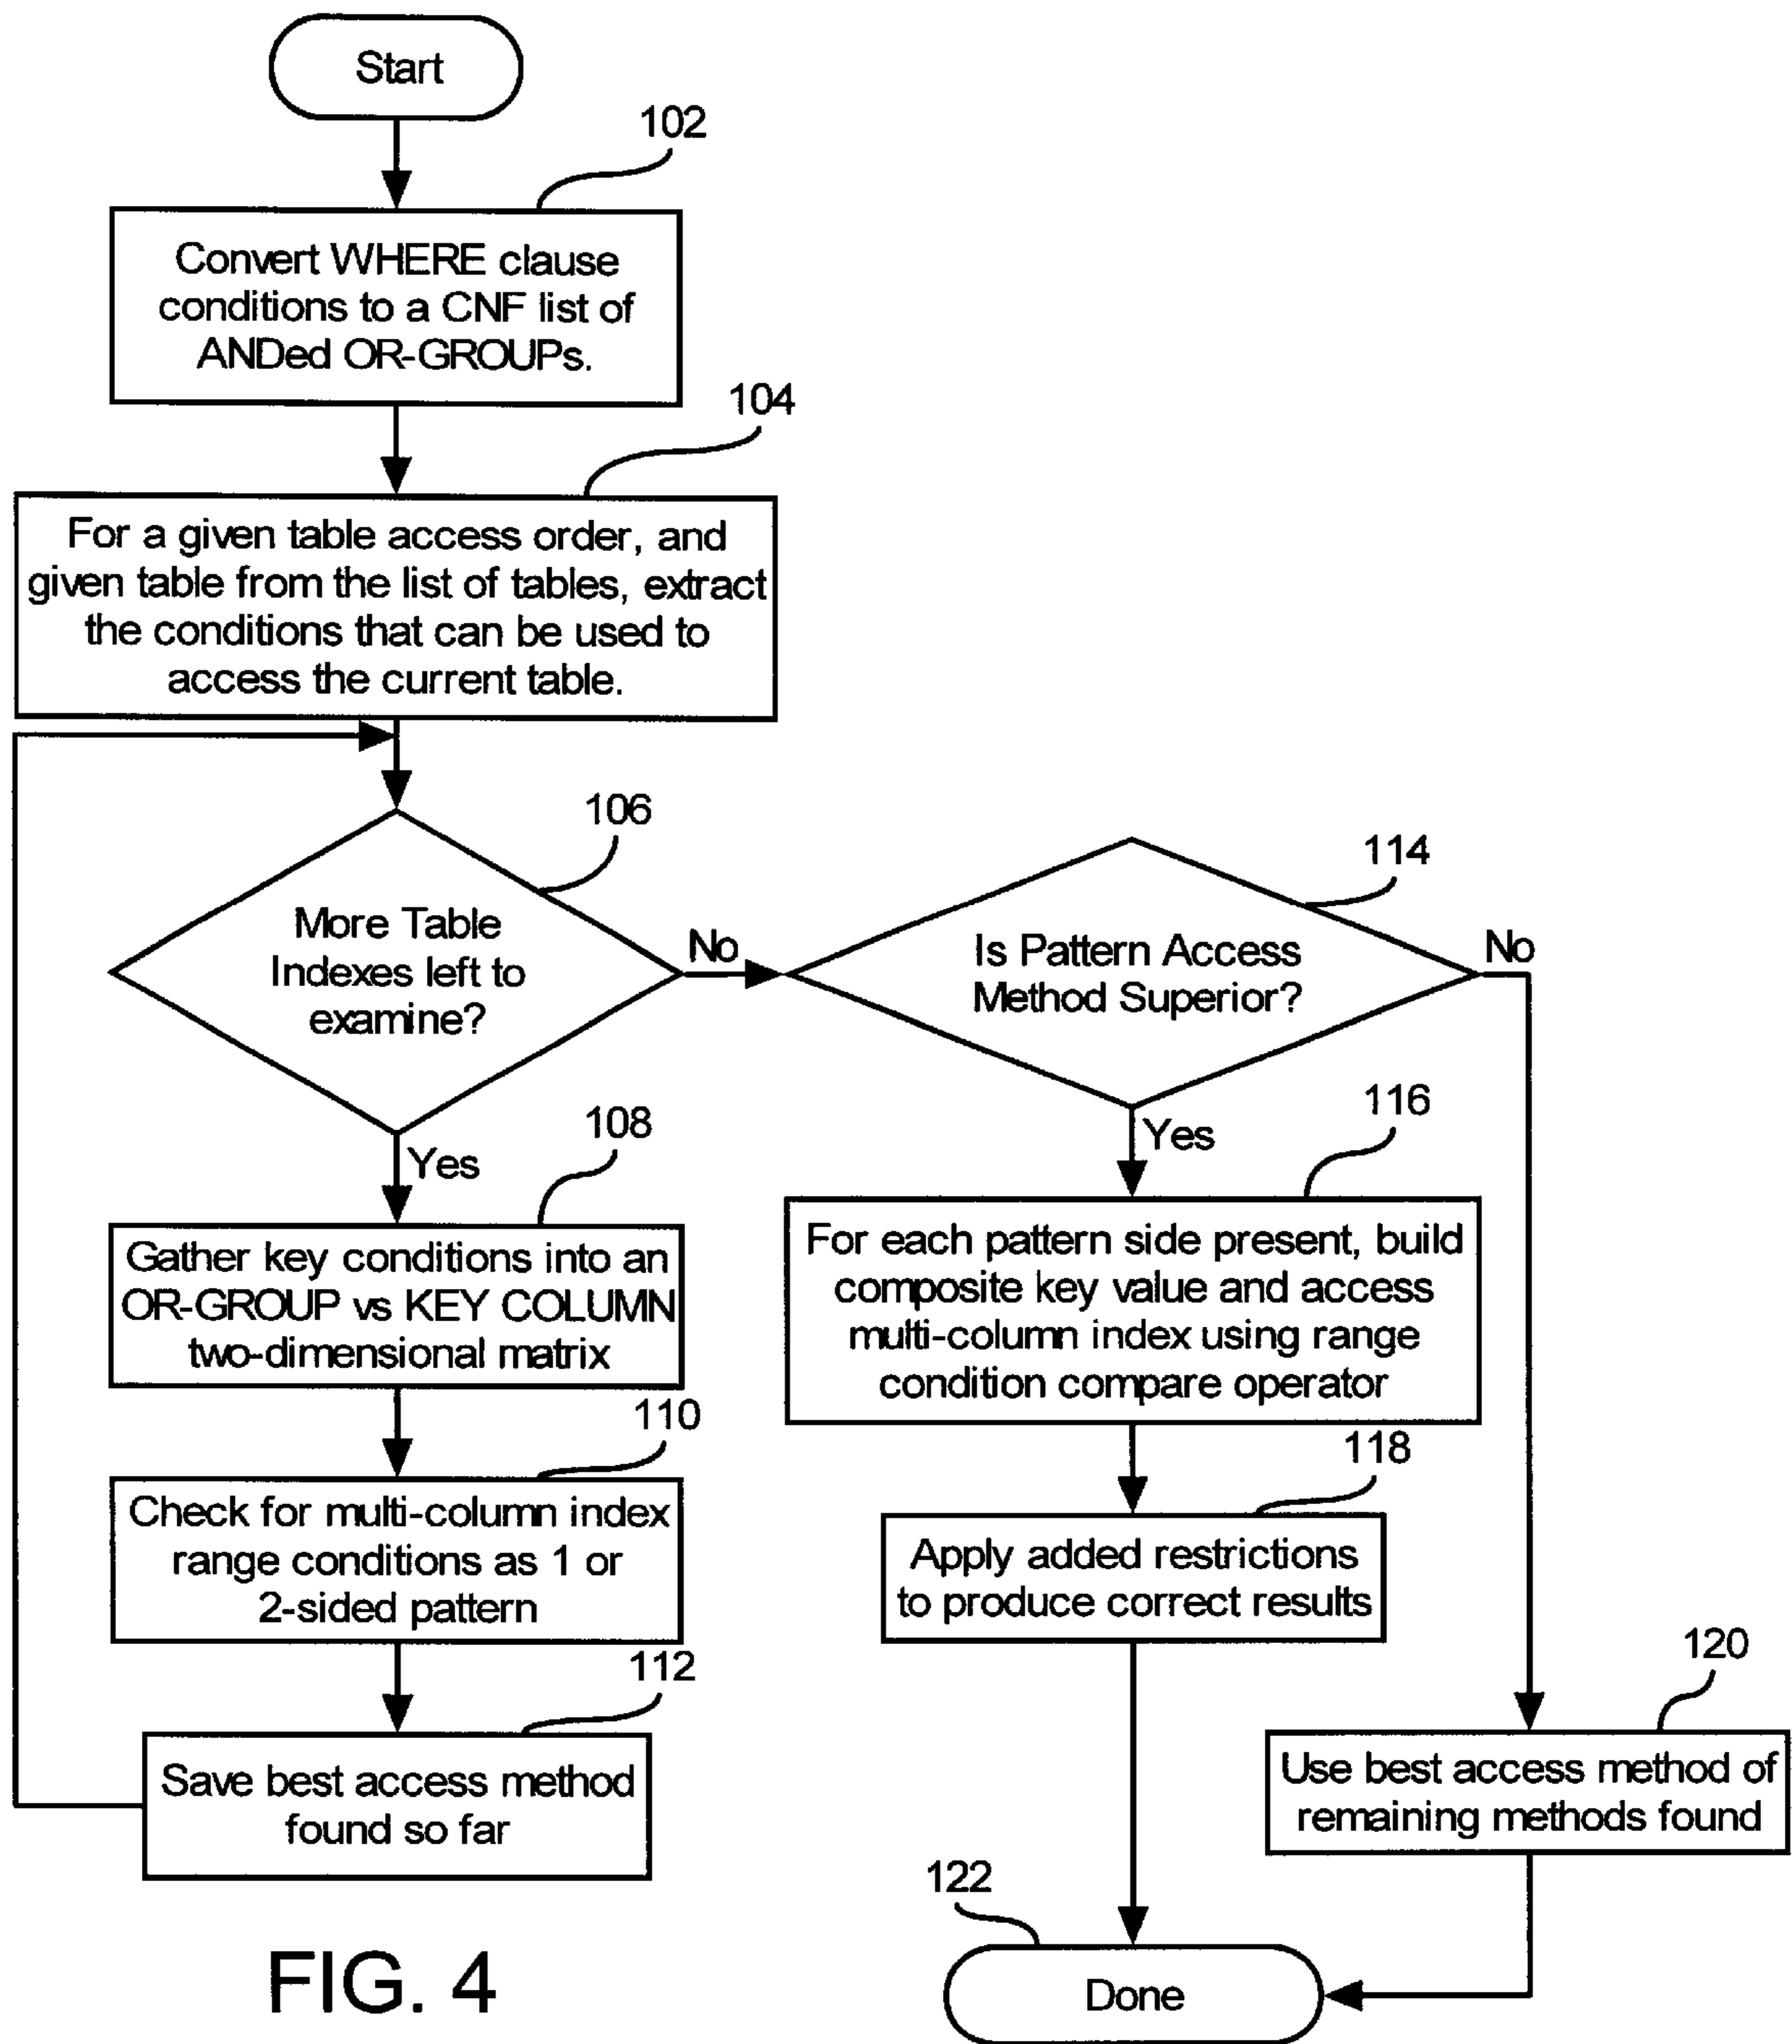 Start
102
Convert WHERE clause
conditions to a CNF list of
ANDed OR-GROUPs.
104
For a given table access order, and
given table from the list of tables, extract
the conditions that can be used to
access the current table.
106
More Table
Indexes left to
examine?
No
Yes
108
Gather key conditions into an
OR-GROUP vs KEY COLUMN
two-dimensional matrix
110
Check for multi-column index
range conditions as 1 or
2-sided pattern
112
Save best access method
found so far
114
Is Pattern Access
Method Superior?
No
Yes
116
For each pattern side present, build
composite key value and access
multi-column index using range
condition compare operator
118
Apply added restrictions
to produce correct results
120
Use best access method of
remaining methods found
122
Done
FIG. 4